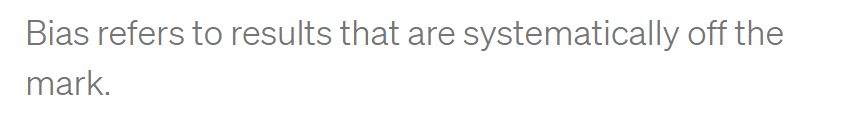 Bias refers to results that are systematically off the
mark.